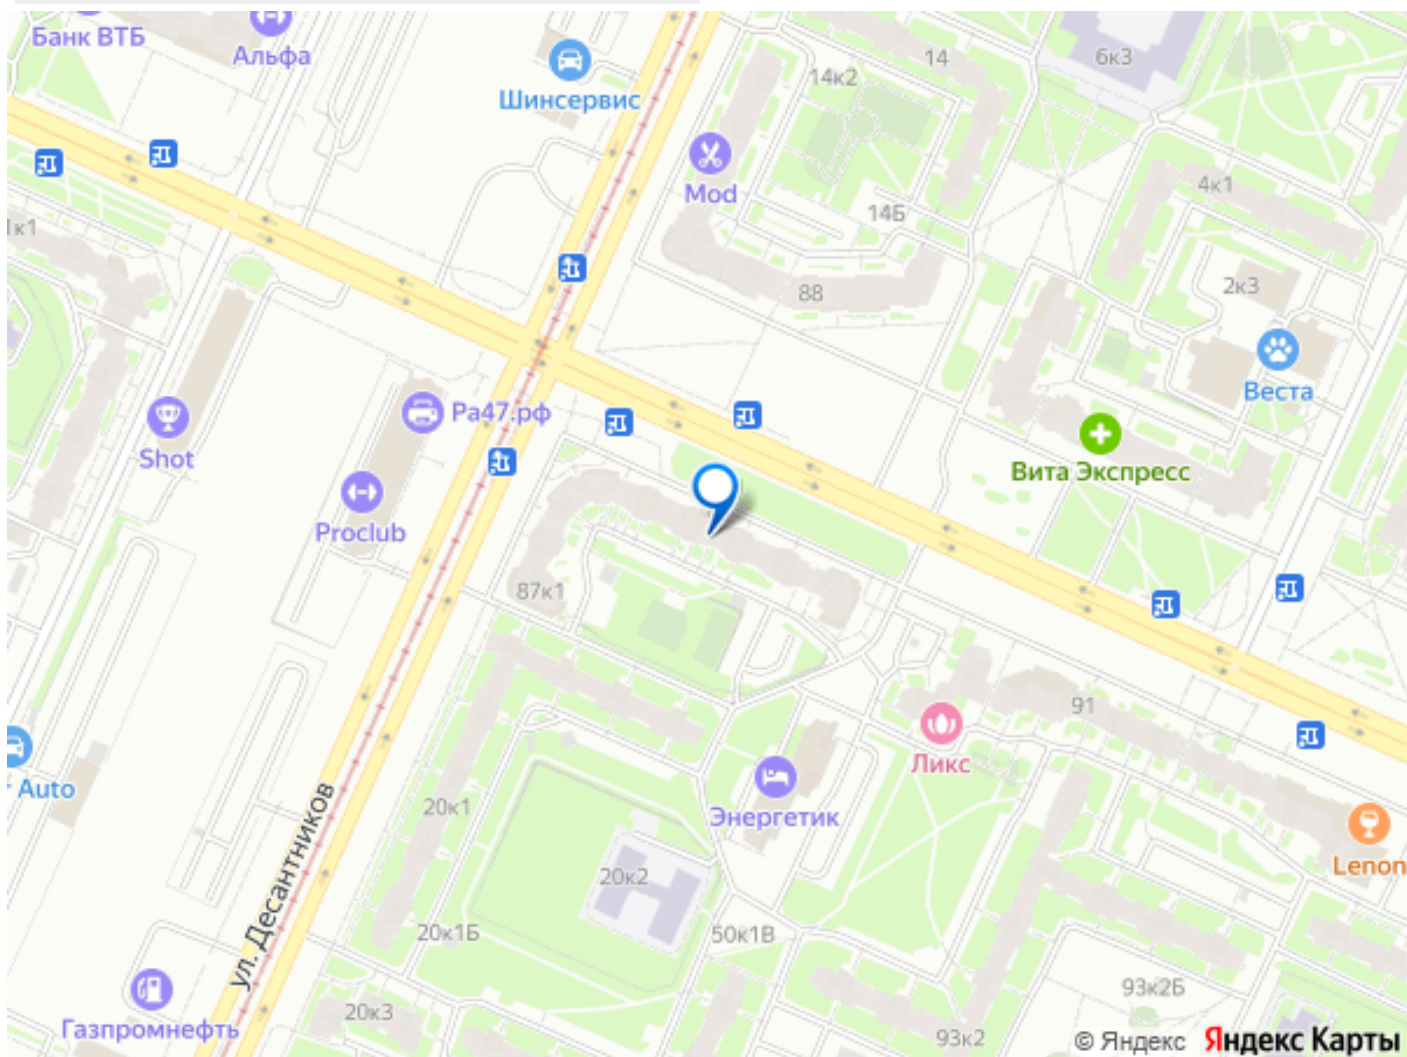 Банк ВТБ
Альфа
Шинсервис
14к2
14
6к3
Mod
14Б
4к1
1к1
88
2к3
Веста
Shot
Ра47.рф
Вита Экспресс
Proclub
87к1
91
Ликс
r Auto
20к1
Энергетик
ул. Десантников
20к2
Lenon
20к1Б
50к1В
93к2Б
Газпромнефть
20к3
93к2
© Яндекс Яндекс Карты